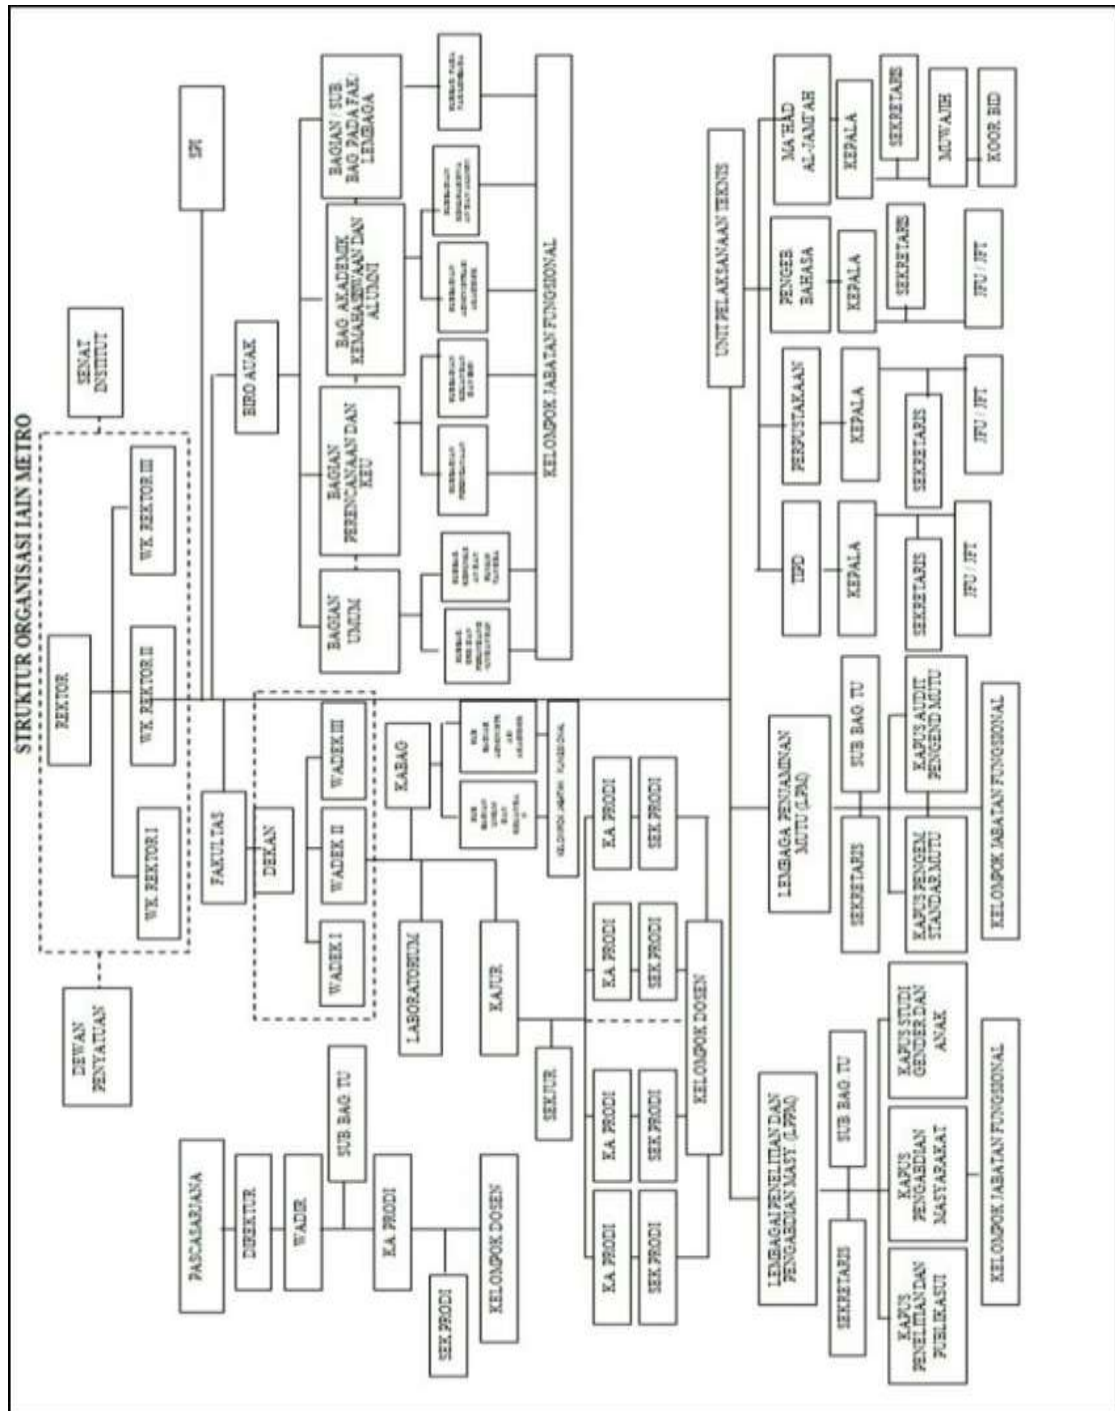 STRUKTUR ORGANISASI IAIN METRO
REKTOR
WK REKTOR I
WK REKTOR II
WK REKTOR III
DEWAN
PENYATUAN
SENAT
INSTITUT
PASCASARJANA
DIREKTUR
WADIR
SUB BAG TU
KA PRODI
SEK PRODI
KELOMPOK DOSEN
FAKULTAS
DEKAN
WADEK I
WADEK II
WADEK III
LABORATORIUM
KABAG
KELOMPOK JABATAN FUNGSIONAL
KAJUR
SEKJUR
KA PRODI
KA PRODI
KA PRODI
KA PRODI
SEK PRODI
SEK PRODI
SEK PRODI
SEK PRODI
KELOMPOK DOSEN
SPI
BIRO AUAK
BAGIAN
UMUM
BAGIAN
PERENCANAAN DAN
KEU
BAG AKADEMIK
KEMAHASISWAAN DAN
ALUMNI
BAGIAN / SUB
BAG PADA FAK/
LEMBAGA
KELOMPOK JABATAN FUNGSIONAL
LEMBAGAI PENELITIAN DAN
PENGABDIAN MASY (LPPM)
SEKRETARIS
SUB BAG TU
KAPUS
PENELITIAN DAN
PUBLIKASUI
KAPUS
PENGABDIAN
MASYARAKAT
KAPUS STUDI
GENDER DAN
ANAK
KELOMPOK JABATAN FUNGSIONAL
LEMBAGA PENJAMINAN
MUTU (LPM)
SEKRETARIS
SUB BAG TU
KAPUS PENGEM
STANDAR MUTU
KAPUS AUDIT
PENGEND MUTU
KELOMPOK JABATAN FUNGSIONAL
UNIT PELAKSANAAN TEKNIS
TIPD
KEPALA
SEKRETARIS
JFU / JFT
PERPUSTAKAAN
KEPALA
SEKRETARIS
JFU / JFT
PENGEB
BAHASA
KEPALA
SEKRETARIS
JFU / JFT
MA'HAD
AL-JAMI'AH
KEPALA
SEKRETARIS
MUWAJIH
KOOR BID